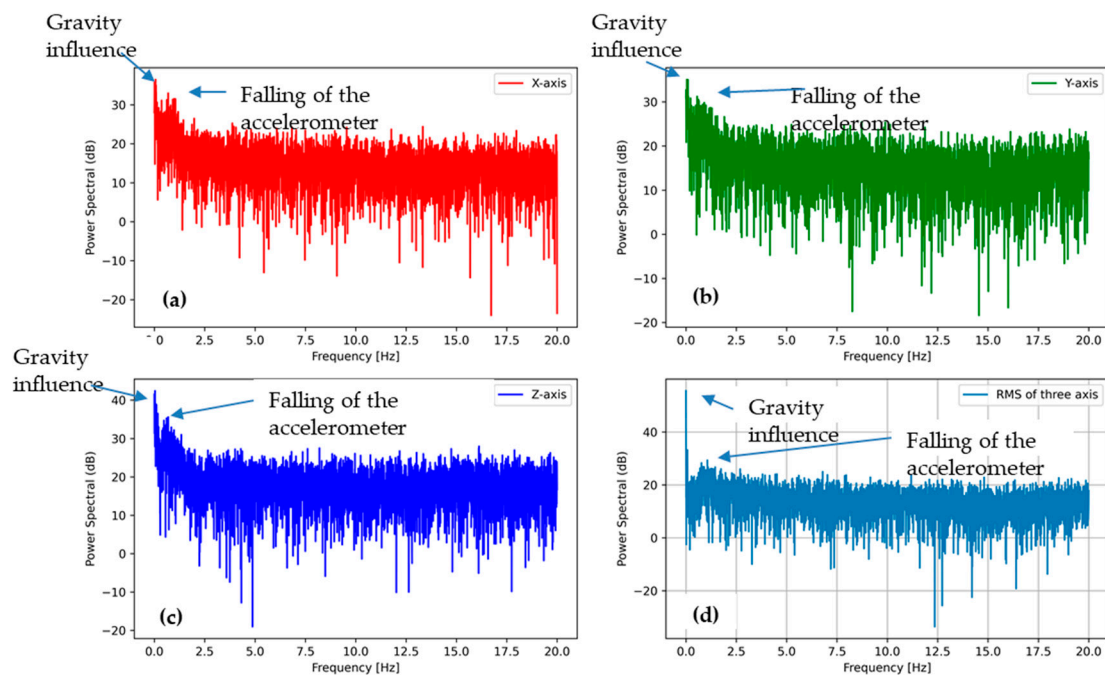 Gravity
influence
X-axis
Falling of the
accelerometer
Power Spectral (dB)
30
20
10
0
−10
−20
(a)
0 2.5 5.0 7.5 10.0 12.5 15.0 17.5 20.0
Frequency [Hz]
Gravity
influence
Y-axis
Falling of the
accelerometer
Power Spectral (dB)
30
20
10
0
−10
−20
(b)
0.0 2.5 5.0 7.5 10.0 12.5 15.0 17.5 20.0
Frequency [Hz]
Gravity
influence
Z-axis
Falling of the
accelerometer
Power Spectral (dB)
40
30
20
10
0
−10
−20
(c)
0.0 2.5 5.0 7.5 10.0 12.5 15.0 17.5 20.0
Frequency [Hz]
RMS of three axis
Gravity
influence
Falling of the
accelerometer
Power Spectral (dB)
40
20
0
−20
(d)
0.0 2.5 5.0 7.5 10.0 12.5 15.0 17.5 20.0
Frequency [Hz]